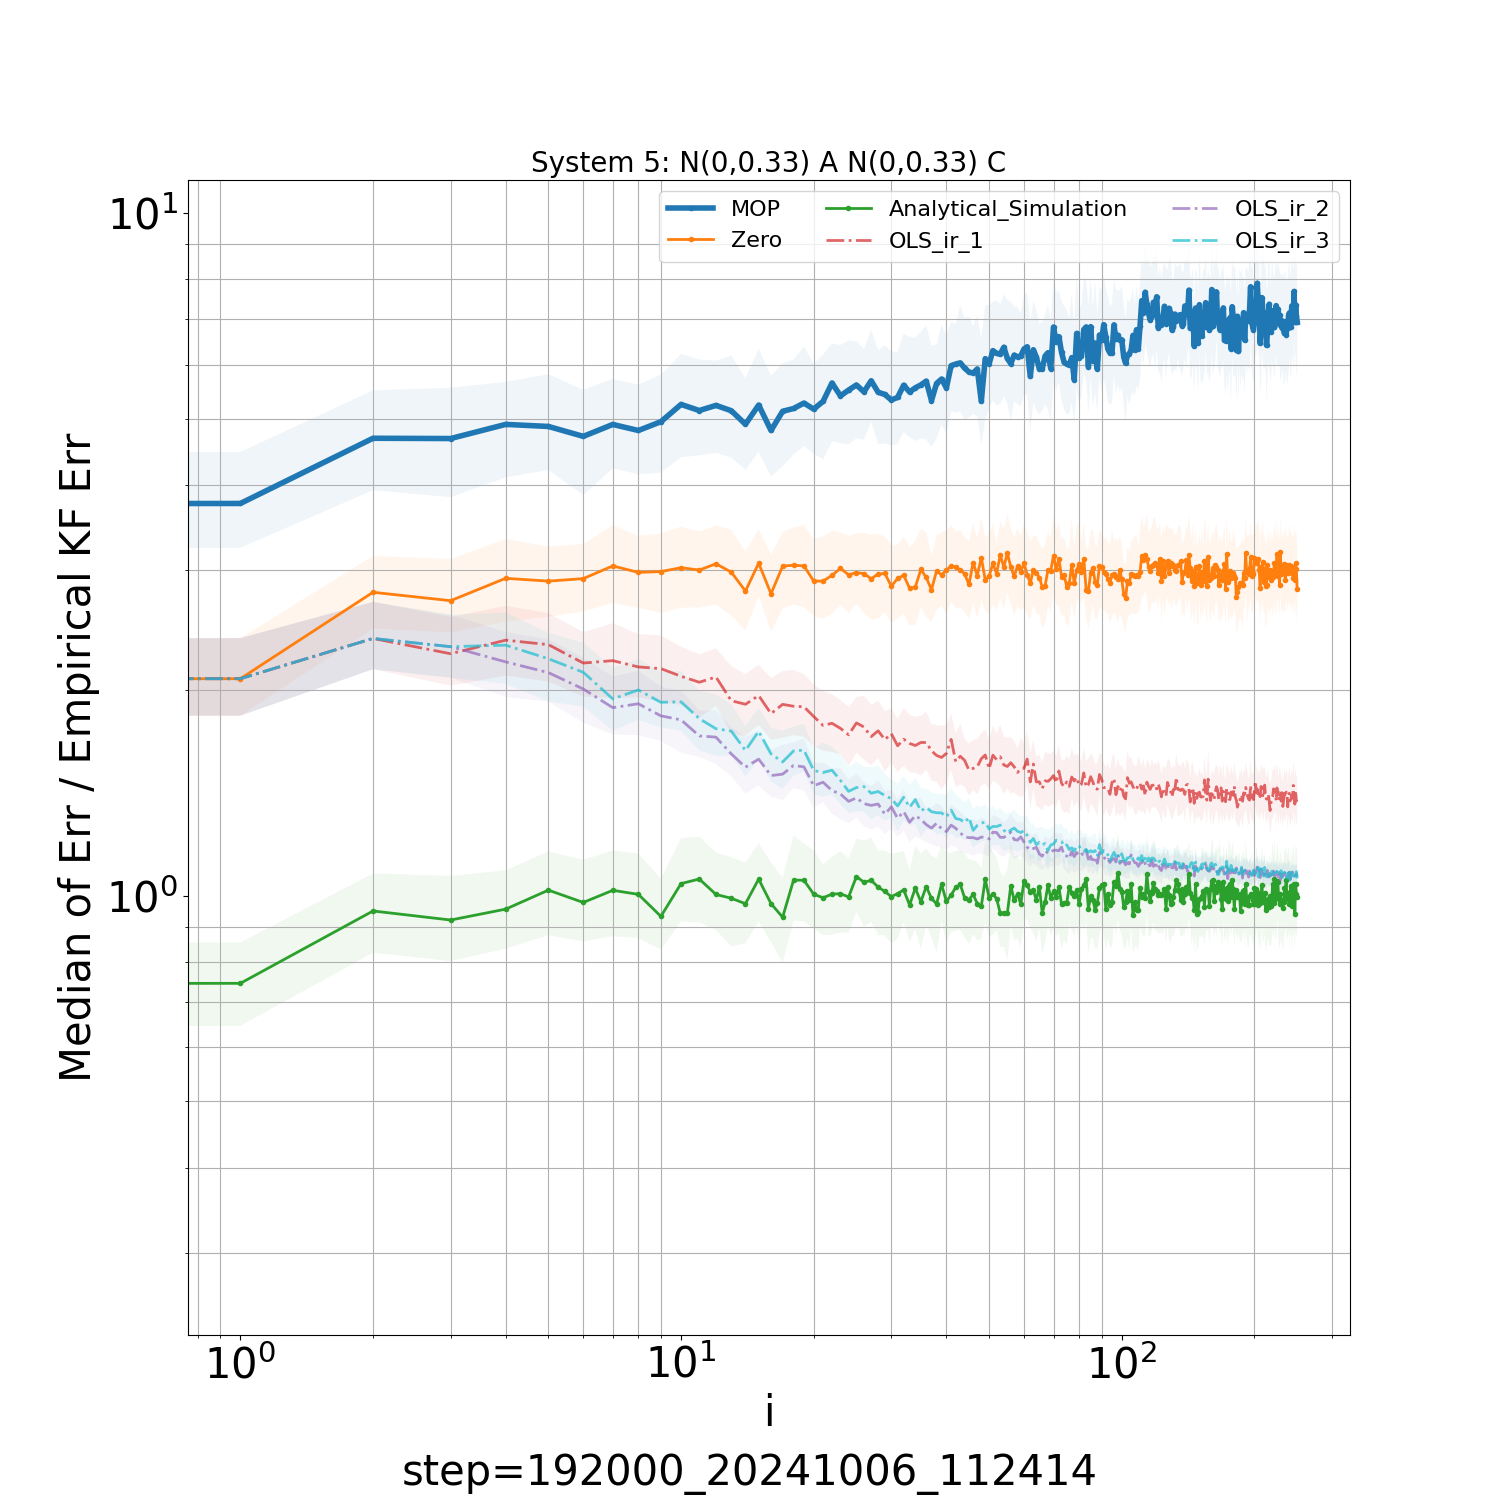 System 5: N(0,0.33) A N(0,0.33) C
MOP
Zero
Analytical_Simulation
OLS_ir_1
OLS_ir_2
OLS_ir_3
10¹
10⁰
Median of Err / Empirical KF Err
10⁰ 10¹ 10²
i
step=192000_20241006_112414